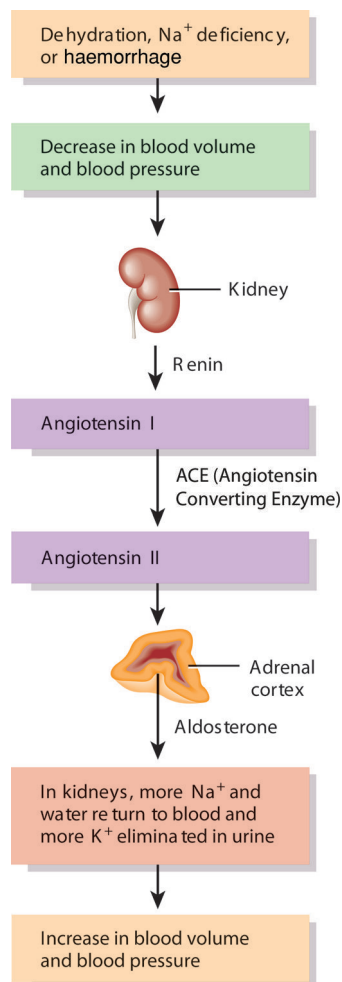 Dehydration, Na⁺ deficiency,
or haemorrhage
Decrease in blood volume
and blood pressure
Kidney
Renin
Angiotensin I
ACE (Angiotensin
Converting Enzyme)
Angiotensin II
Adrenal
cortex
Aldosterone
In kidneys, more Na⁺ and
water return to blood and
more K⁺ eliminated in urine
Increase in blood volume
and blood pressure